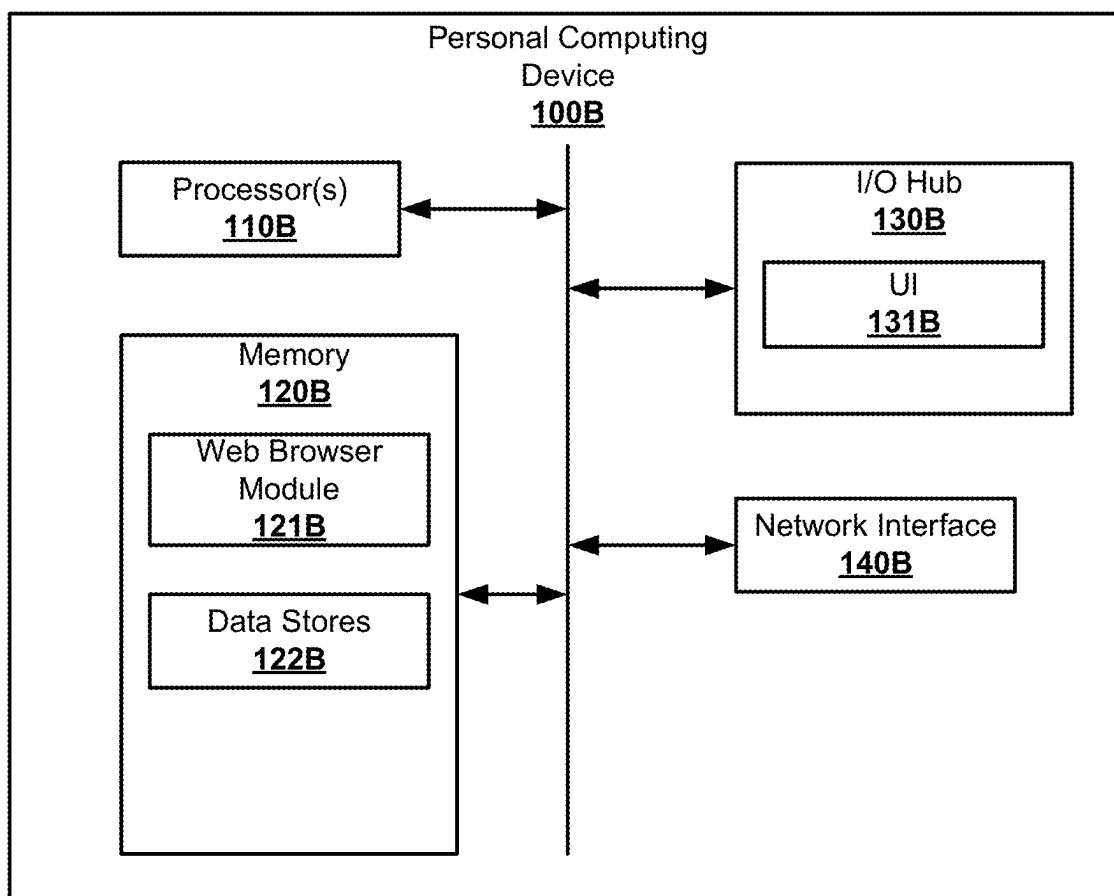 Personal Computing
Device
100B
Processor(s)
110B
I/O Hub
130B
UI
131B
Memory
120B
Web Browser
Module
121B
Data Stores
122B
Network Interface
140B